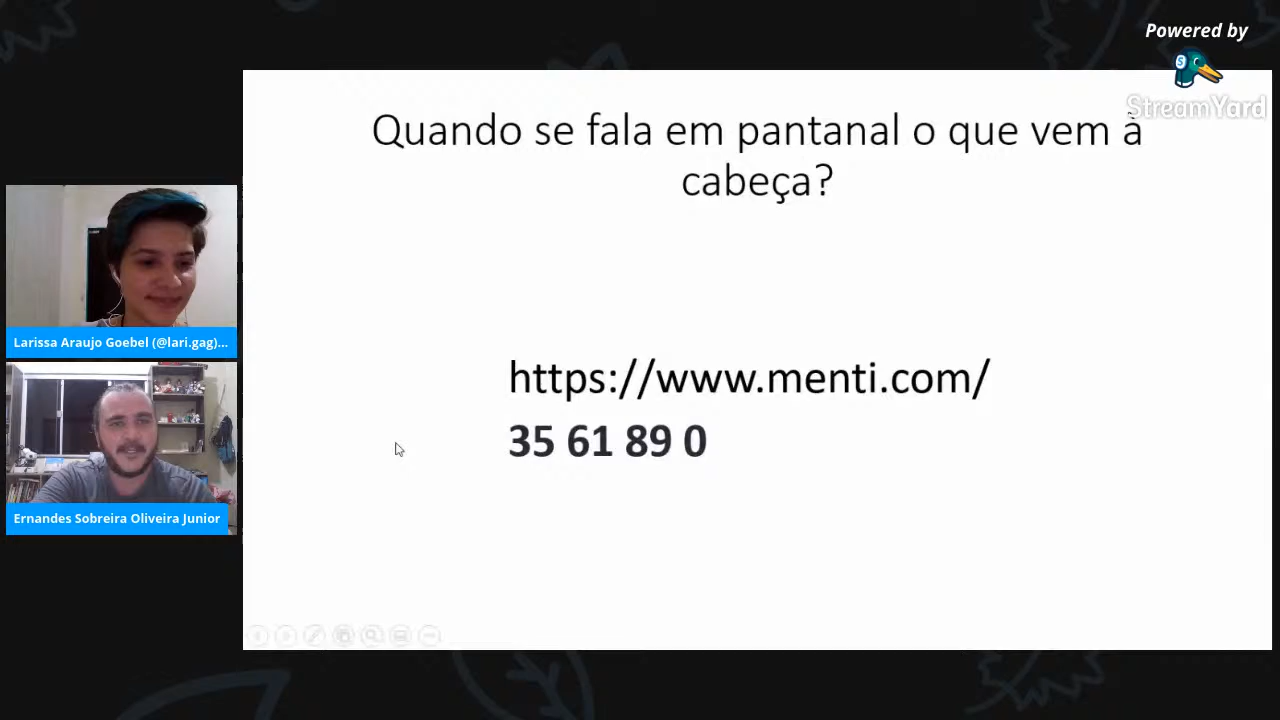 Powered by
StreamYard
Quando se fala em pantanal o que vem à
cabeça?
https://www.menti.com/
35 61 89 0
Larissa Araujo Goebel (@lari.gag)...
Ernandes Sobreira Oliveira Junior